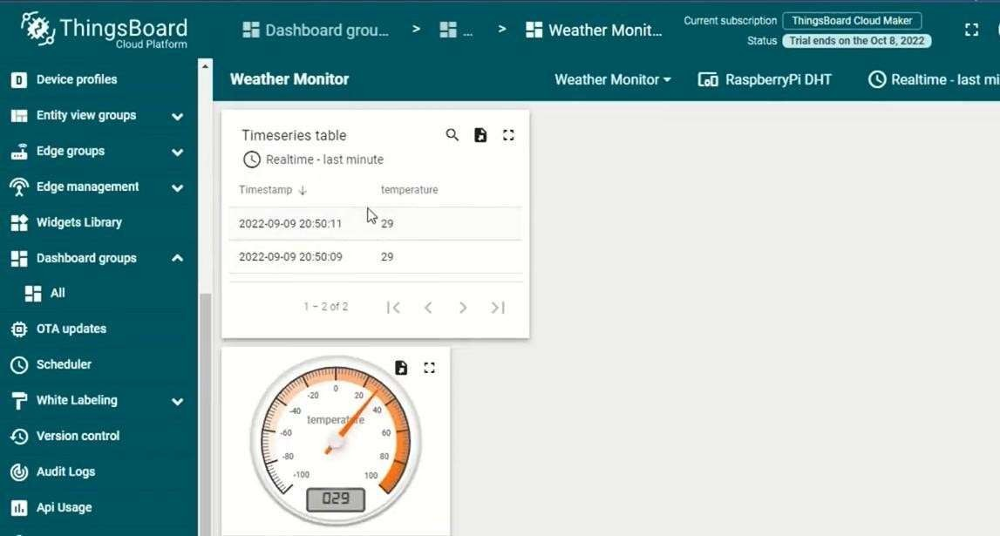 ThingsBoard
Cloud Platform
Dashboard grou... > ... > Weather Monit...
Current subscription ThingsBoard Cloud Maker
Status Trial ends on the Oct 8, 2022
Device profiles
Entity view groups
Edge groups
Edge management
Widgets Library
Dashboard groups
All
OTA updates
Scheduler
White Labeling
Version control
Audit Logs
Api Usage
Weather Monitor
Weather Monitor
RaspberryPi DHT
Realtime - last mi
Timeseries table
Realtime - last minute
Timestamp temperature
2022-09-09 20:50:11 29
2022-09-09 20:50:09 29
1 – 2 of 2
-100 -80 -60 -40 -20 0 20 40 60 80 100
temperature
029